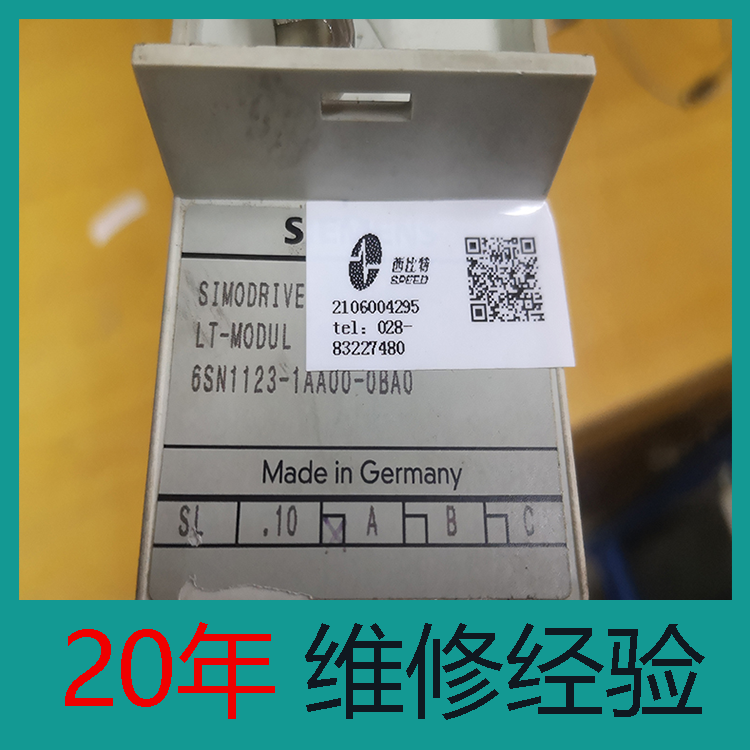 S
西比特
SPEED
2106004295
tel: 028-
83227480
SIMODRIVE
LT-MODUL
6SN1123-1AA00-0BA0
Made in Germany
SL .10 A B C
20年 维修经验